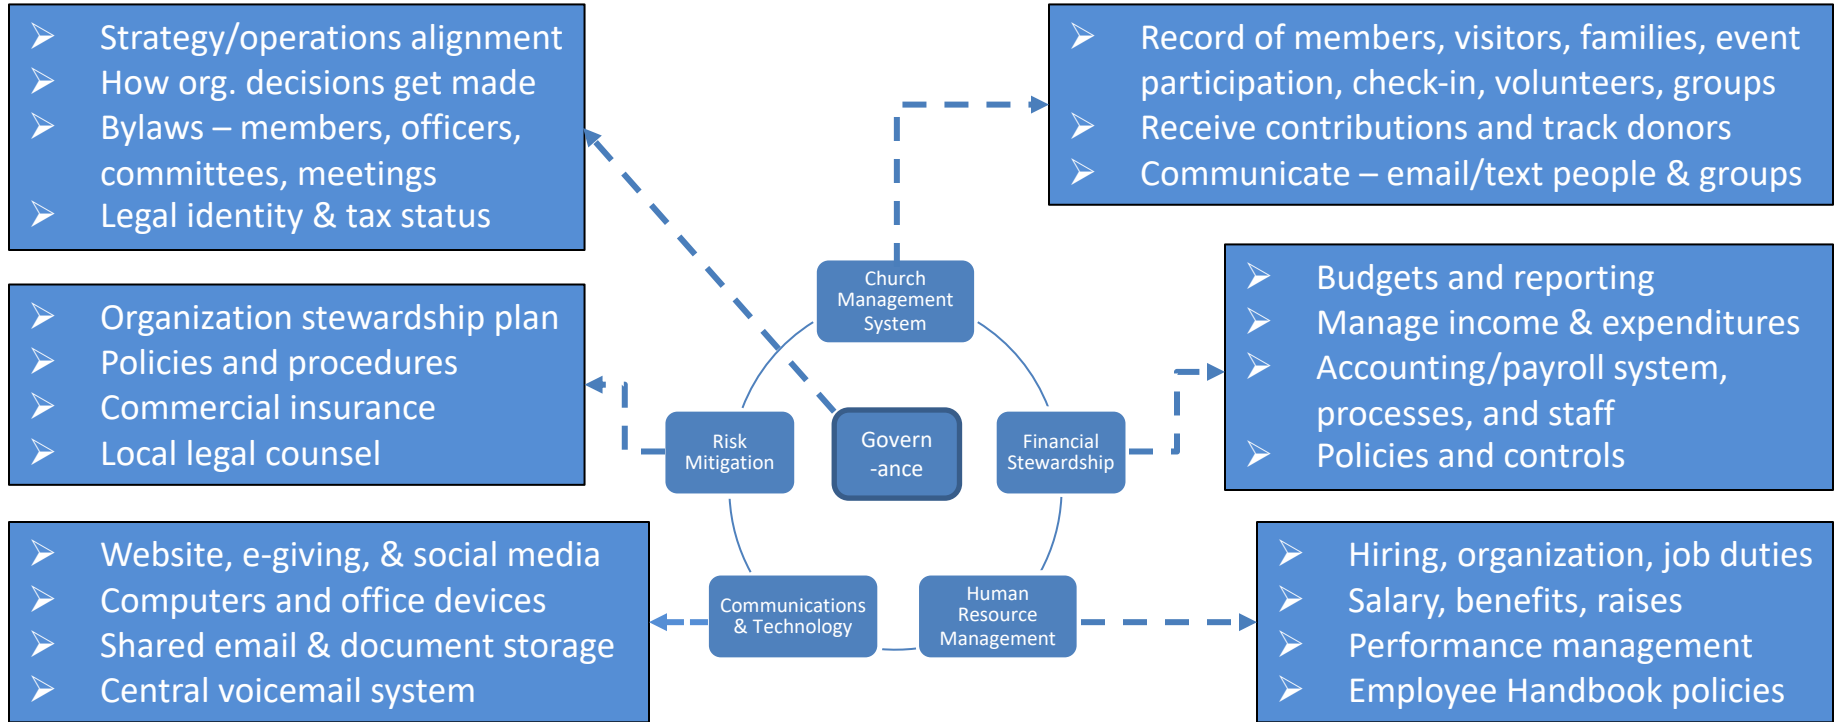 ➢ Strategy/operations alignment
➢ How org. decisions get made
➢ Bylaws – members, officers,
committees, meetings
➢ Legal identity & tax status
➢ Record of members, visitors, families, event
participation, check-in, volunteers, groups
➢ Receive contributions and track donors
➢ Communicate – email/text people & groups
➢ Organization stewardship plan
➢ Policies and procedures
➢ Commercial insurance
➢ Local legal counsel
Church
Management
System
Risk
Mitigation
Govern
-ance
Financial
Stewardship
Communications
& Technology
Human
Resource
Management
➢ Budgets and reporting
➢ Manage income & expenditures
➢ Accounting/payroll system,
processes, and staff
➢ Policies and controls
➢ Website, e-giving, & social media
➢ Computers and office devices
➢ Shared email & document storage
➢ Central voicemail system
➢ Hiring, organization, job duties
➢ Salary, benefits, raises
➢ Performance management
➢ Employee Handbook policies